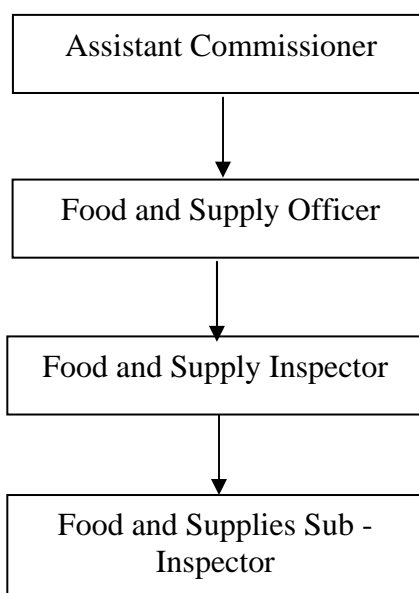 Assistant Commissioner
Food and Supply Officer
Food and Supply Inspector
Food and Supplies Sub -
Inspector